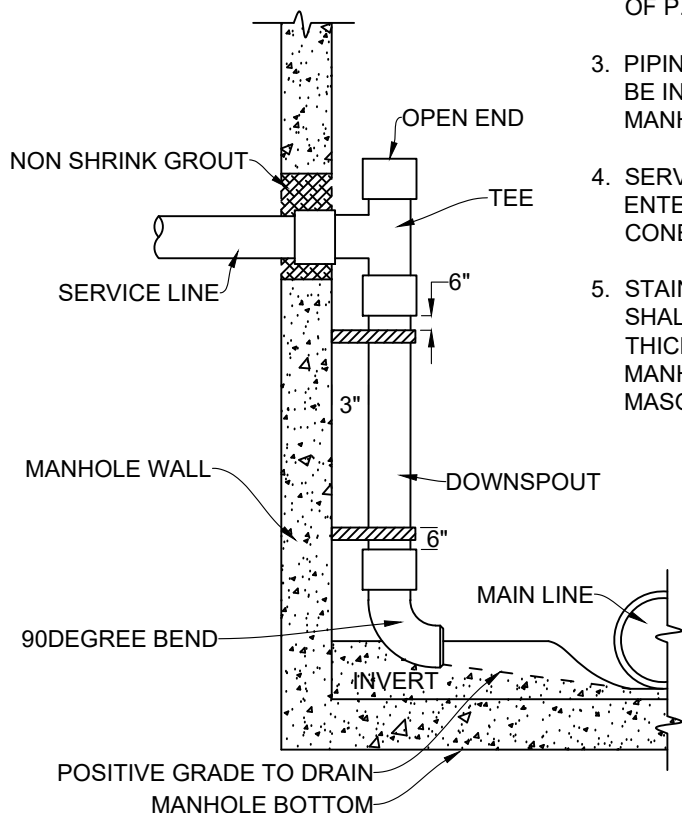 OF P.
3. PIPIN
BE IN
MANH
4. SERV
ENTE
CONE
5. STAIN
SHAL
THICK
MANH
MASO
OPEN END
NON SHRINK GROUT
TEE
SERVICE LINE
6"
3"
MANHOLE WALL
DOWNSPOUT
6"
MAIN LINE
90DEGREE BEND
INVERT
POSITIVE GRADE TO DRAIN
MANHOLE BOTTOM